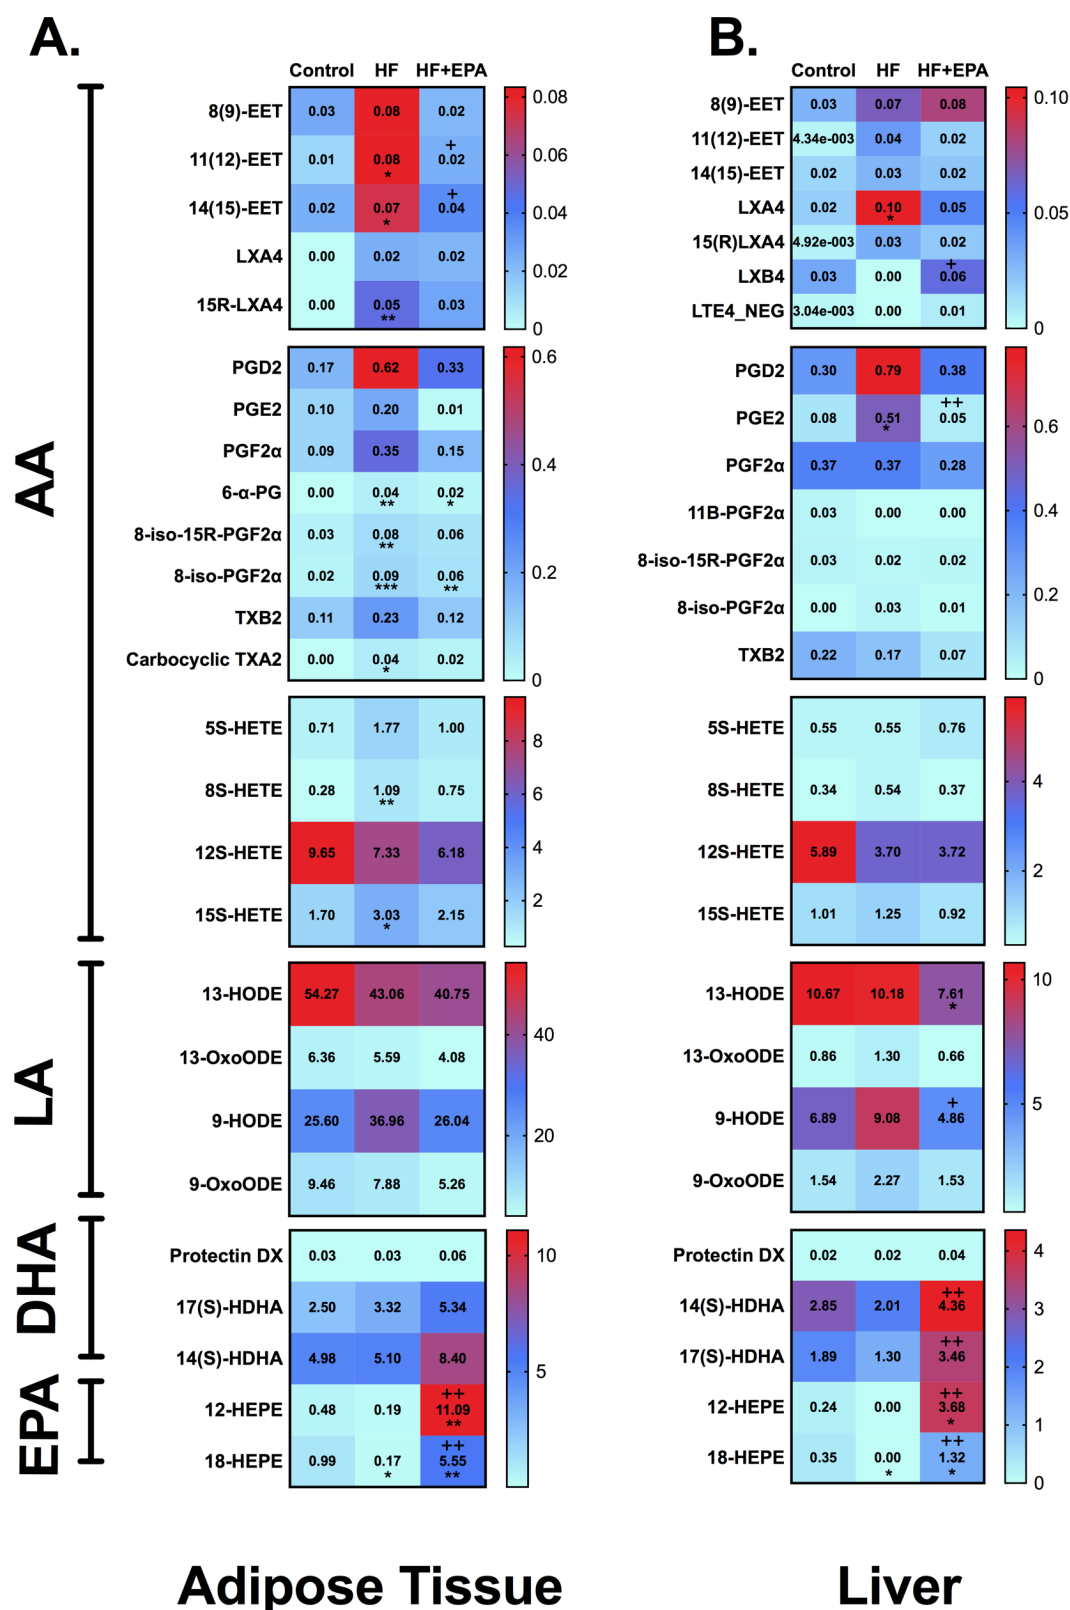 A.
Control HF HF+EPA
AA
8(9)-EET 0.03 0.08 0.02
+
11(12)-EET 0.01 0.08 0.02
*
+
14(15)-EET 0.02 0.07 0.04
*
LXA4 0.00 0.02 0.02
15R-LXA4 0.00 0.05 0.03
**
0.08
0.06
0.04
0.02
0
PGD2 0.17 0.62 0.33
PGE2 0.10 0.20 0.01
PGF2α 0.09 0.35 0.15
6-α-PG 0.00 0.04 0.02
** *
8-iso-15R-PGF2α 0.03 0.08 0.06
**
8-iso-PGF2α 0.02 0.09 0.06
*** **
TXB2 0.11 0.23 0.12
Carbocyclic TXA2 0.00 0.04 0.02
*
0.6
0.4
0.2
0
5S-HETE 0.71 1.77 1.00
8S-HETE 0.28 1.09 0.75
**
12S-HETE 9.65 7.33 6.18
15S-HETE 1.70 3.03 2.15
*
8
6
4
2
LA
13-HODE 54.27 43.06 40.75
13-OxoODE 6.36 5.59 4.08
9-HODE 25.60 36.96 26.04
9-OxoODE 9.46 7.88 5.26
40
20
DHA
Protectin DX 0.03 0.03 0.06
17(S)-HDHA 2.50 3.32 5.34
14(S)-HDHA 4.98 5.10 8.40
EPA
++
12-HEPE 0.48 0.19 11.09
**
++
18-HEPE 0.99 0.17 5.55
* **
10
5
Adipose Tissue
B.
Control HF HF+EPA
8(9)-EET 0.03 0.07 0.08
11(12)-EET 4.34e-003 0.04 0.02
14(15)-EET 0.02 0.03 0.02
LXA4 0.02 0.10 0.05
*
15(R)LXA4 4.92e-003 0.03 0.02
+
LXB4 0.03 0.00 0.06
LTE4_NEG 3.04e-003 0.00 0.01
0.10
0.05
0
PGD2 0.30 0.79 0.38
++
PGE2 0.08 0.51 0.05
*
PGF2α 0.37 0.37 0.28
11B-PGF2α 0.03 0.00 0.00
8-iso-15R-PGF2α 0.03 0.02 0.02
8-iso-PGF2α 0.00 0.03 0.01
TXB2 0.22 0.17 0.07
0.6
0.4
0.2
0
5S-HETE 0.55 0.55 0.76
8S-HETE 0.34 0.54 0.37
12S-HETE 5.89 3.70 3.72
15S-HETE 1.01 1.25 0.92
4
2
13-HODE 10.67 10.18 7.61
*
13-OxoODE 0.86 1.30 0.66
+
9-HODE 6.89 9.08 4.86
9-OxoODE 1.54 2.27 1.53
10
5
Protectin DX 0.02 0.02 0.04
++
14(S)-HDHA 2.85 2.01 4.36
++
17(S)-HDHA 1.89 1.30 3.46
++
12-HEPE 0.24 0.00 3.68
*
++
18-HEPE 0.35 0.00 1.32
* *
4
3
2
1
0
Liver